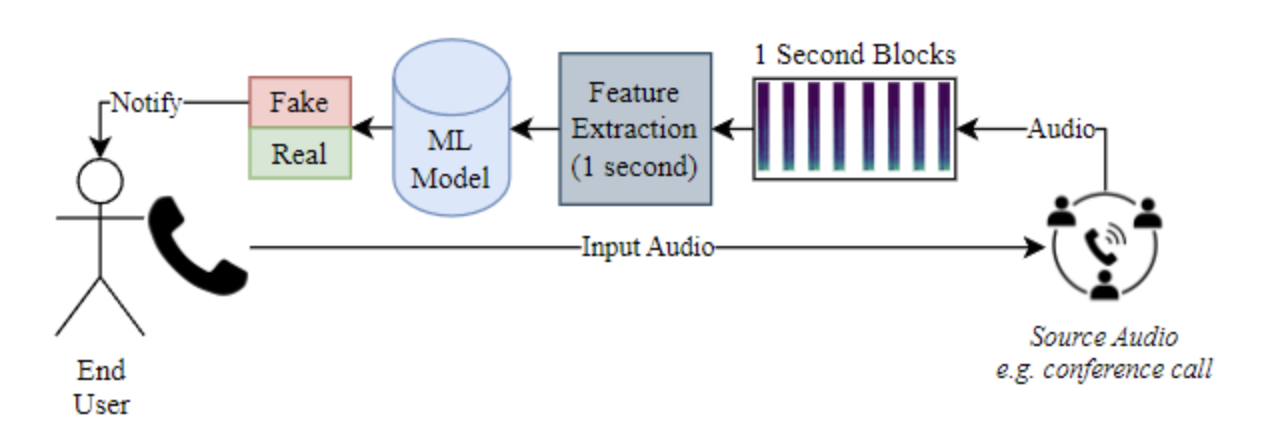 1 Second Blocks
Notify
Fake
Real
ML
Model
Feature
Extraction
(1 second)
Audio
Input Audio
End
User
Source Audio
e.g. conference call